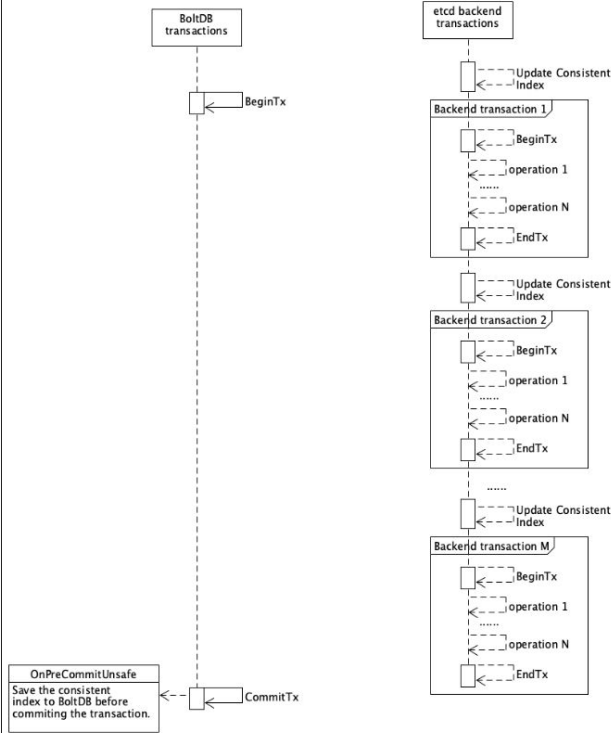 BoltDB
transactions
etcd backend
transactions
Update Consistent
Index
BeginTx
Backend transaction 1
BeginTx
operation 1
......
operation N
EndTx
Update Consistent
Index
Backend transaction 2
BeginTx
operation 1
......
operation N
EndTx
......
Update Consistent
Index
Backend transaction M
BeginTx
operation 1
......
operation N
EndTx
OnPreCommitUnsafe
Save the consistent
index to BoltDB before
commiting the transaction.
CommitTx